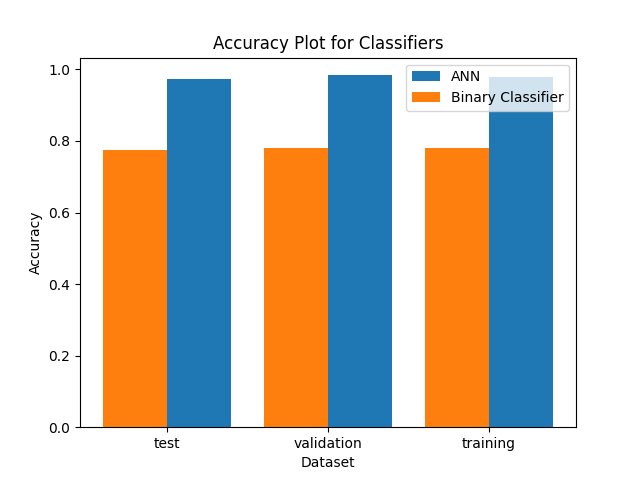 Accuracy Plot for Classifiers
ANN
Binary Classifier
Accuracy
1.0
0.8
0.6
0.4
0.2
0.0
test validation training
Dataset